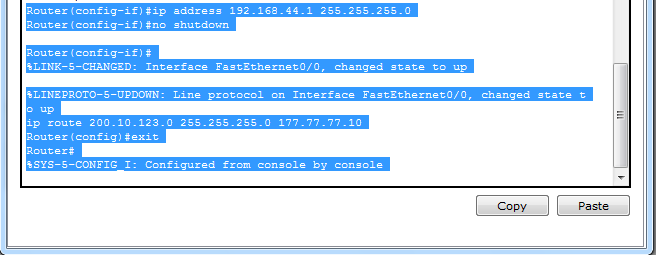 Router(config-if)#ip address 192.168.44.1 255.255.255.0
Router(config-if)#no shutdown
Router(config-if)#
%LINK-5-CHANGED: Interface FastEthernet0/0, changed state to up
%LINEPROTO-5-UPDOWN: Line protocol on Interface FastEthernet0/0, changed state t
o up
ip route 200.10.123.0 255.255.255.0 177.77.77.10
Router(config)#exit
Router#
%SYS-5-CONFIG_I: Configured from console by console
Copy
Paste